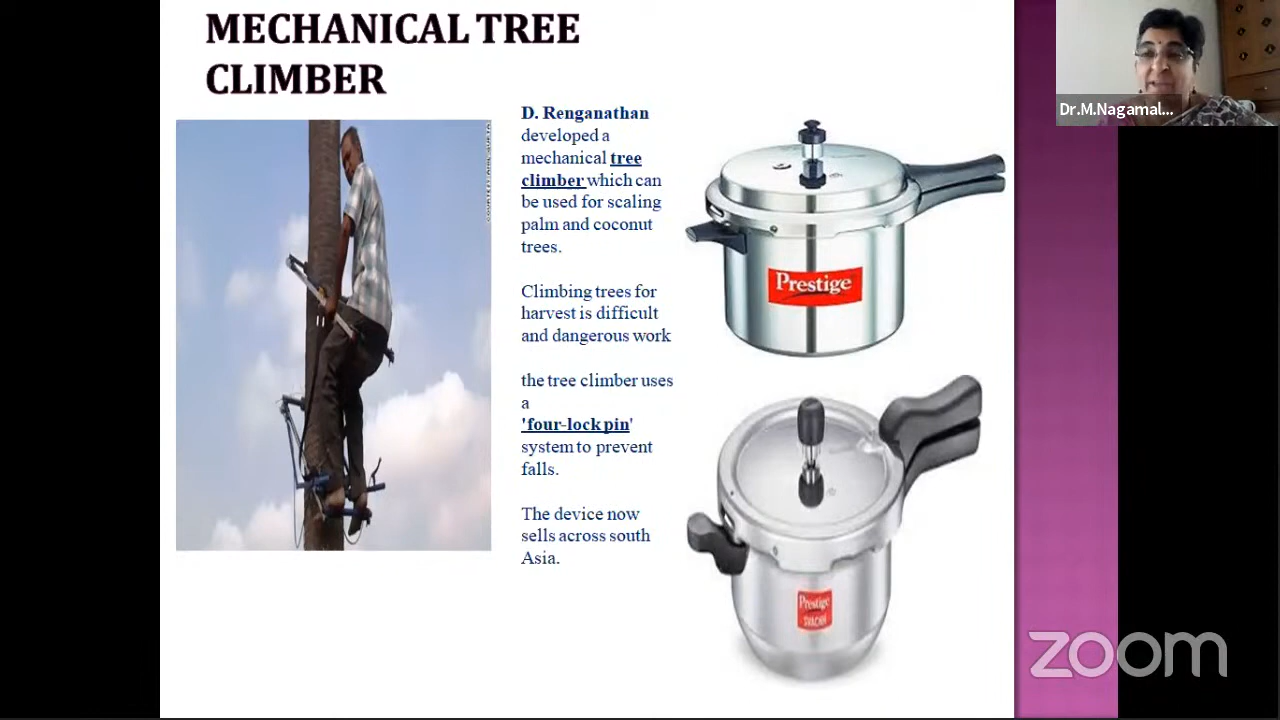 MECHANICAL TREE
CLIMBER
D. Renganathan
developed a
mechanical tree
climber which can
be used for scaling
palm and coconut
trees.
Climbing trees for
harvest is difficult
and dangerous work
the tree climber uses
a
'four-lock pin'
system to prevent
falls.
The device now
sells across south
Asia.
Prestige
Prestige
Dr.M.Nagamal...
zoom